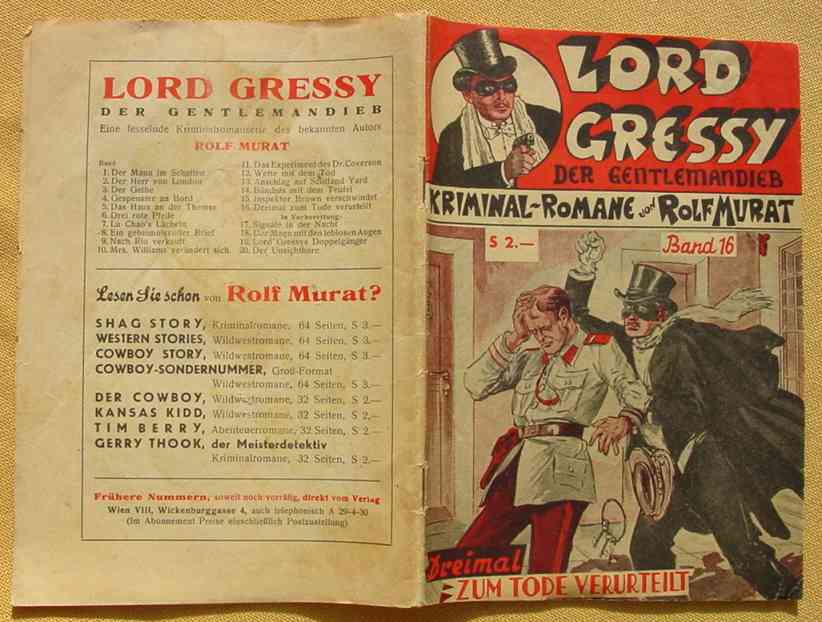 LORD GRESSY
DER GENTLEMANDIEB
Eine fesselnde Kriminalromanserie des bekannten Autors
ROLF MURAT
Band
1. Der Mann im Schatten
2. Der Herr von London
3. Der Gelbe
4. Gespenster an Bord
5. Das Haus an der Themse
6. Drei rote Pfeile
7. Lu Chao's Lächeln
8. Ein geheimnisvoller Brief
9. Nach Rio verkauft
10. Mrs. Williams verändert sich
11. Das Experiment des Dr. Coverson
12. Wette mit dem Tod
13. Anschlag auf Scotland Yard
14. Bündnis mit dem Teufel
15. Inspektor Brown verschwindet
16. Dreimal zum Tode verurteilt
In Vorbereitung:
17. Signale in der Nacht
18. Der Mann mit den leblosen Augen
19. Lord Gressys Doppelgänger
20. Der Unsichtbare
Lesen Sie schon von Rolf Murat?
SHAG STORY, Kriminalromane, 64 Seiten, S 3.—
WESTERN STORIES, Wildwestromane, 64 Seiten, S 3.—
COWBOY STORY, Wildwestromane, 64 Seiten, S 3.—
COWBOY-SONDERNUMMER, Groß-Format
Wildwestromane, 64 Seiten, S 3.—
DER COWBOY, Wildwestromane, 32 Seiten, S 2.—
KANSAS KIDD, Wildwestromane, 32 Seiten, S 2.—
TIM BERRY, Abenteuerromane, 32 Seiten, S 2.—
GERRY THOOK, der Meisterdetektiv
Kriminalromane, 32 Seiten, S 2.—
Frühere Nummern, soweit noch vorrätig, direkt vom Verlag
Wien VIII, Wickenburggasse 4, auch telephonisch A 29-4-30
(Im Abonnement Preise einschließlich Postzustellung)
LORD
GRESSY
DER GENTLEMANDIEB
KRIMINAL-ROMANE von ROLF MURAT
S 2.—
Band 16
Dreimal
ZUM TODE VERURTEILT